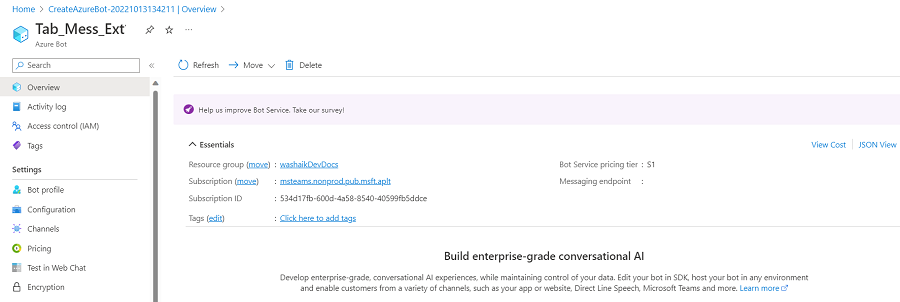 Home > CreateAzureBot-20221013134211 | Overview >
Tab_Mess_Ext
Azure Bot
Search
Refresh Move Delete
Overview
Activity log
Access control (IAM)
Tags
Settings
Bot profile
Configuration
Channels
Pricing
Test in Web Chat
Encryption
Help us improve Bot Service. Take our survey!
Essentials
View Cost JSON View
Resource group (move) : washaikDevDocs
Bot Service pricing tier : S1
Subscription (move) : msteams.nonprod.pub.msft.aplt
Messaging endpoint :
Subscription ID : 534d17fb-600d-4a58-8540-40599fb5ddce
Tags (edit) : Click here to add tags
Build enterprise-grade conversational AI
Develop enterprise-grade, conversational AI experiences, while maintaining control of your data. Edit your bot in SDK, host your bot in any environment
and enable customers from a variety of channels, such as your app or website, Direct Line Speech, Microsoft Teams and more. Learn more